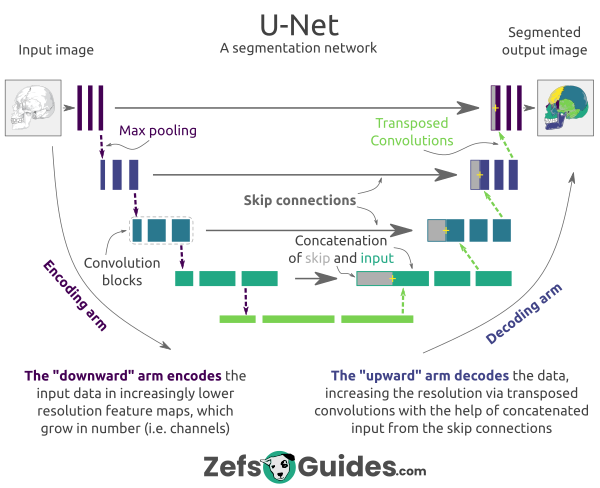 U-Net
A segmentation network
Input image
Segmented
output image
Max pooling
Transposed
Convolutions
Skip connections
Convolution
blocks
Concatenation
of skip and input
Encoding arm
Decoding arm
The "downward" arm encodes the
input data in increasingly lower
resolution feature maps, which
grow in number (i.e. channels)
The "upward" arm decodes the data,
increasing the resolution via transposed
convolutions with the help of concatenated
input from the skip connections
ZefsGuides.com